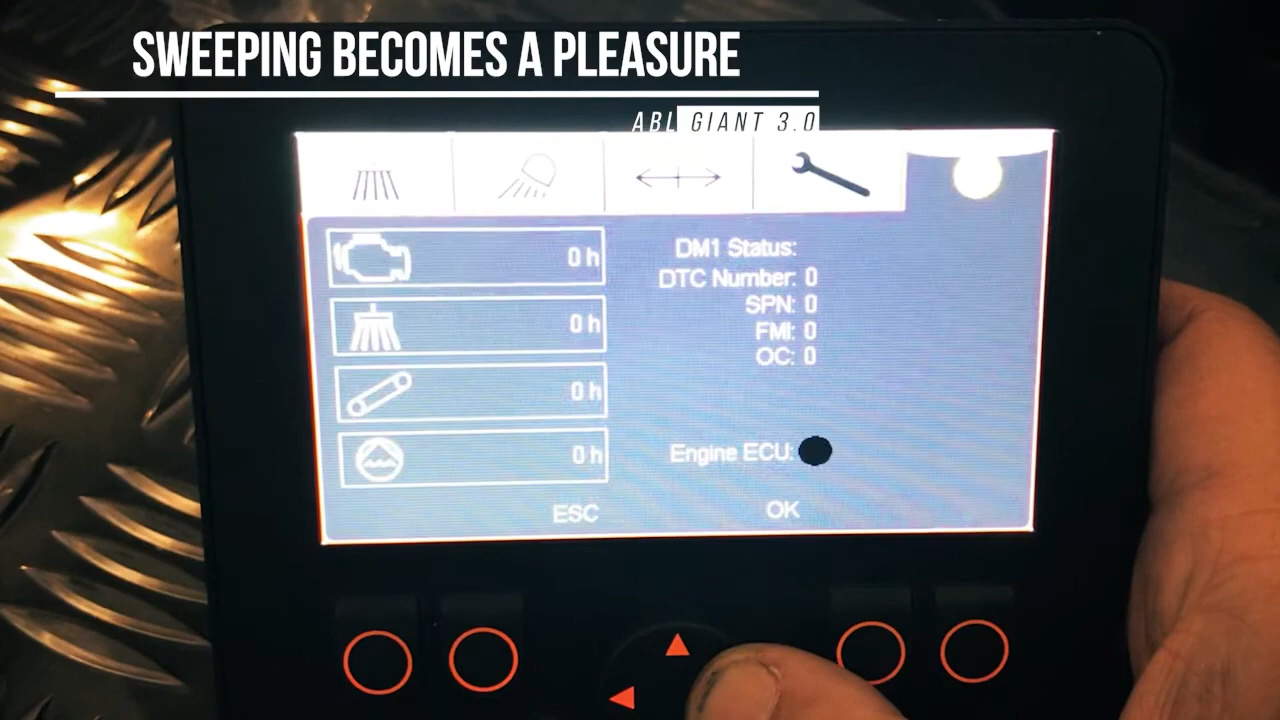 SWEEPING BECOMES A PLEASURE
ABL GIANT 3.0
0 h
0 h
0 h
0 h
DM1 Status:
DTC Number: 0
SPN: 0
FMI: 0
OC: 0
Engine ECU:
ESC
OK